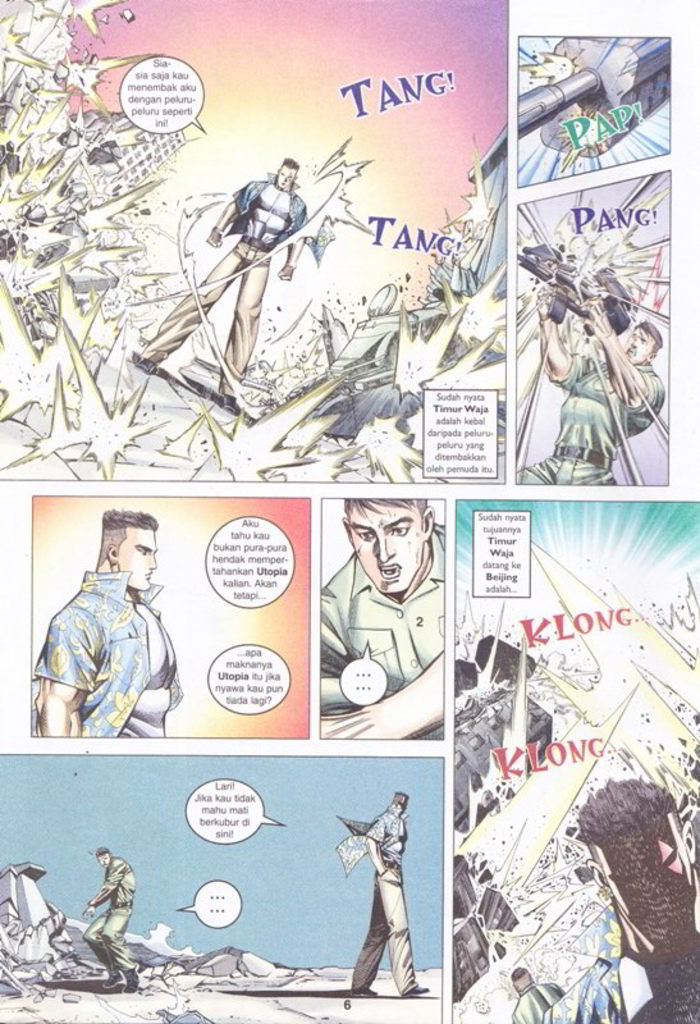 Sia-
sia saja kau
menembak aku
dengan peluru-
peluru seperti
ini!
TANG!
TANG!
Sudah nyata
Timur Waja
adalah kebal
daripada peluru-
peluru yang
ditembakkan
oleh pemuda itu.
PAP!
PANG!
Aku
tahu kau
bukan pura-pura
hendak memper-
tahankan Utopia
kalian. Akan
tetapi...
...apa
maknanya
Utopia itu jika
nyawa kau pun
tiada lagi?
2
...
...
Sudah nyata
tujuannya
Timur
Waja
datang ke
Beijing
adalah...
KLONG...
KLONG...
Lari!
Jika kau tidak
mahu mati
berkubur di
sini!
...
...
6